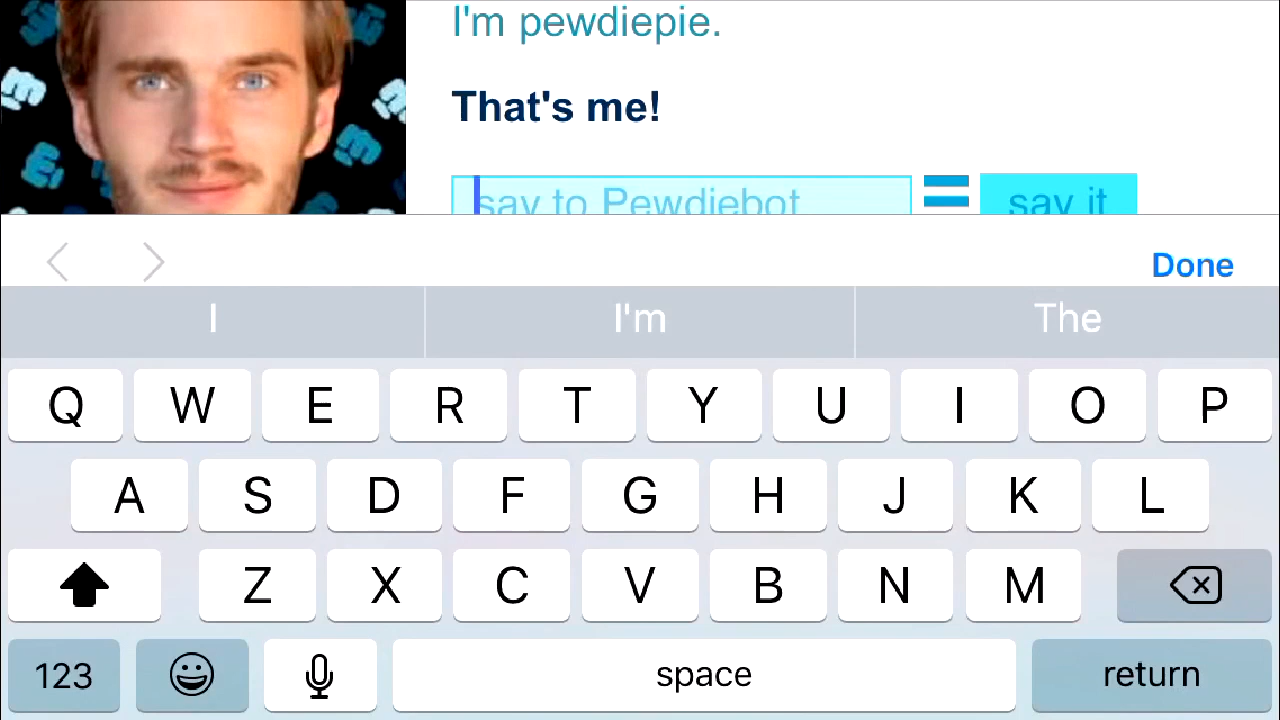 I'm pewdiepie.
That's me!
say to Pewdiebot
say it
Done
I I'm The
Q W E R T Y U I O P
A S D F G H J K L
Z X C V B N M
123 space return